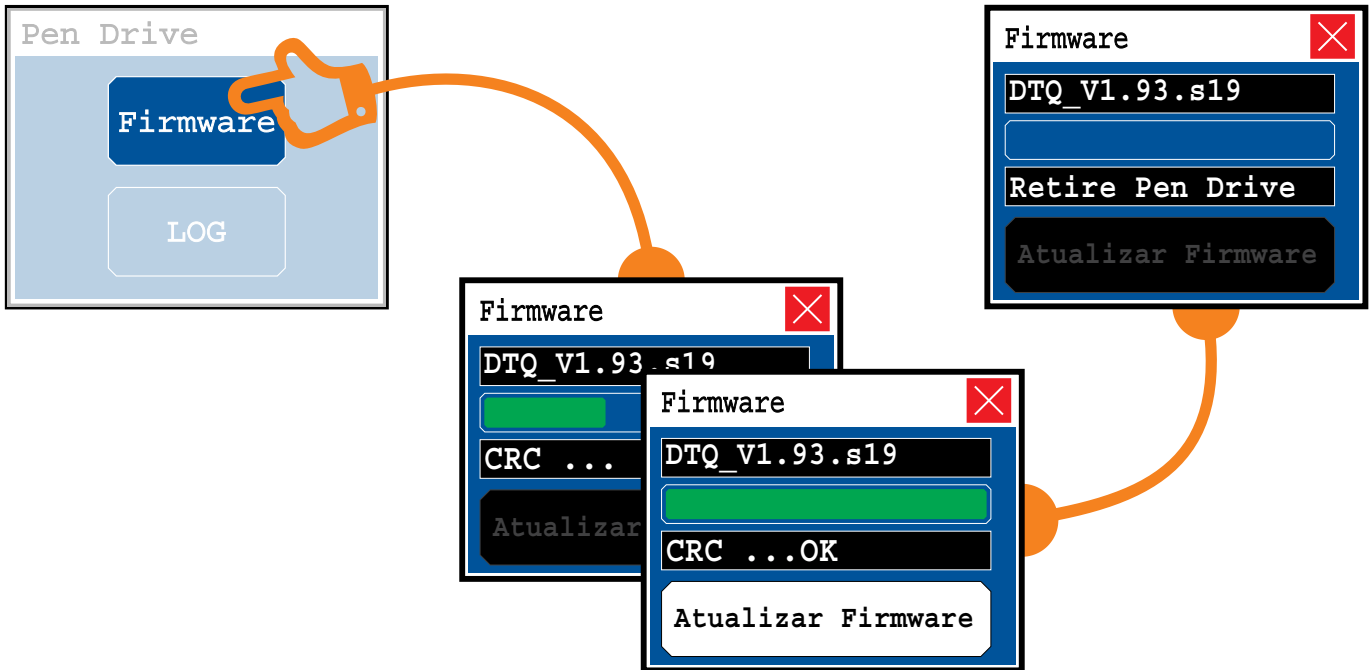 Pen Drive
Firmware
LOG
Firmware
DTQ_V1.93.s19
CRC ...
Atualizar
Firmware
DTQ_V1.93.s19
CRC ...OK
Atualizar Firmware
Firmware
DTQ_V1.93.s19
Retire Pen Drive
Atualizar Firmware